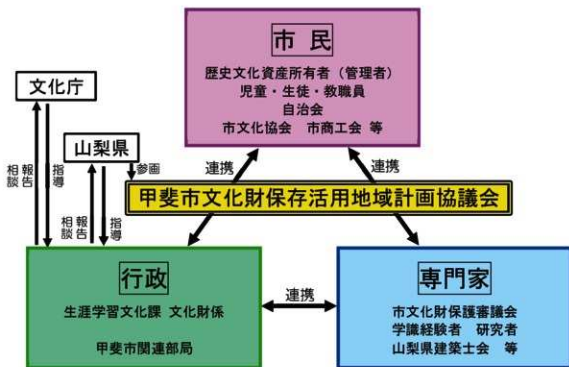 市 民
歴史文化資産所有者（管理者）
児童・生徒・教職員
自治会
市文化協会 市商工会 等
文化庁
山梨県
相談
報告
指導
参画
連携
連携
甲斐市文化財保存活用地域計画協議会
相談
報告
指導
行政
生涯学習文化課 文化財係
甲斐市関連部局
連携
専門家
市文化財保護審議会
学識経験者 研究者
山梨県建築士会 等